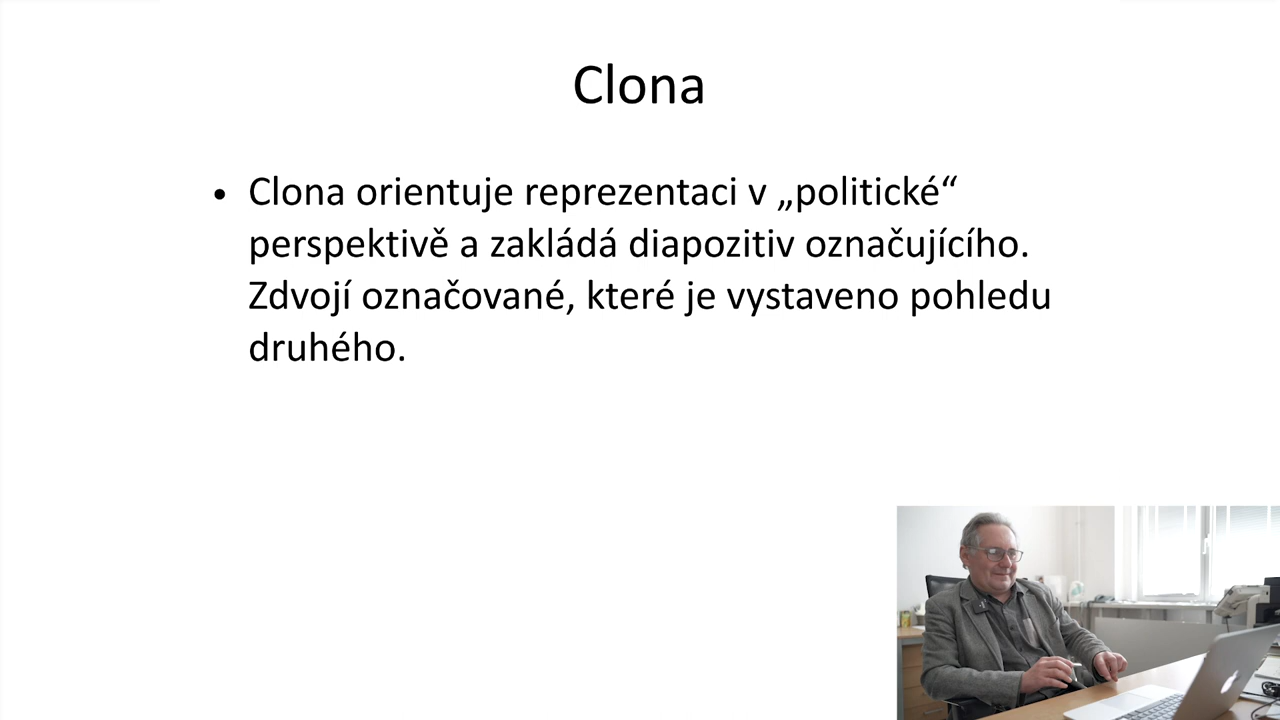 Clona
• Clona orientuje reprezentaci v „politické“
perspektivě a zakládá diapozitiv označujícího.
Zdvojí označované, které je vystaveno pohledu
druhého.